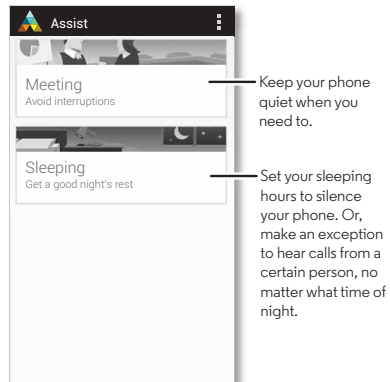 Assist
Meeting
Avoid interruptions
Keep your phone
quiet when you
need to.
Sleeping
Get a good night's rest
Set your sleeping
hours to silence
your phone. Or,
make an exception
to hear calls from a
certain person, no
matter what time of
night.